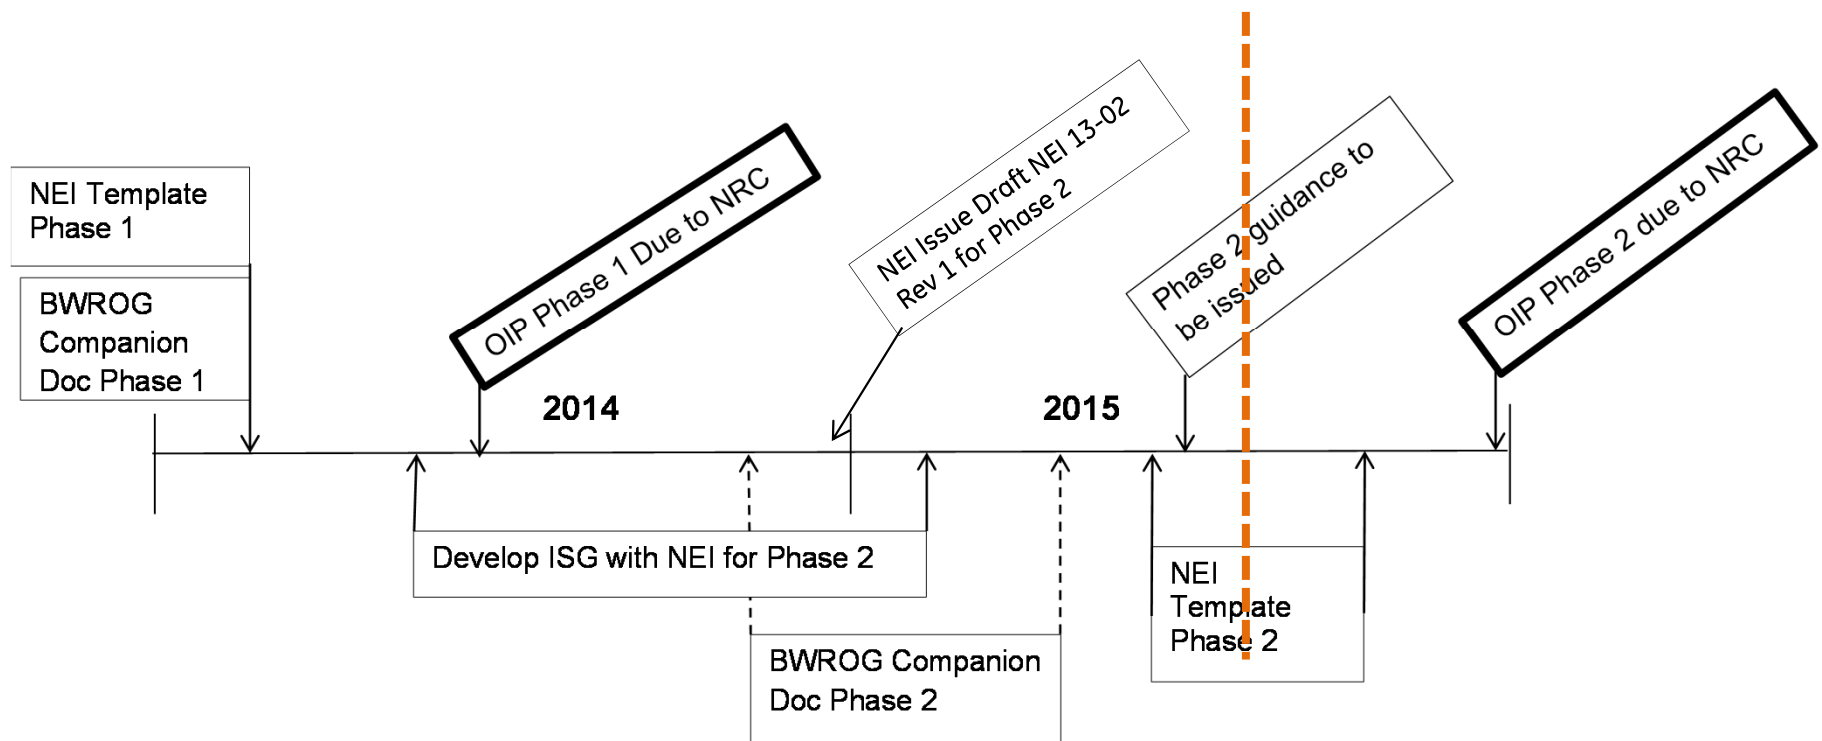 NEI Template
Phase 1
BWROG
Companion
Doc Phase 1
OIP Phase 1 Due to NRC
NEI Issue Draft NEI 13-02
Rev 1 for Phase 2
Phase 2 guidance to
be issued
OIP Phase 2 due to NRC
2014
2015
Develop ISG with NEI for Phase 2
BWROG Companion
Doc Phase 2
NEI
Template
Phase 2